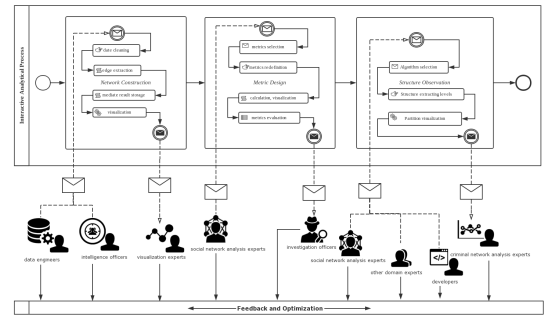 Interactive Analytical Process
data cleaning
edge extraction
Network Construction
mediate result storage
visualization
metrics selection
metrics redefinition
Metric Design
calculation, visualization
metrics evaluation
Algorithm selection
Structure extracting levels
Structure Observation
Partition visualization
data engineers
intelligence officers
visualization experts
social network analysis experts
investigation officers
social network analysis experts
other domain experts
developers
criminal network analysis experts
Feedback and Optimization